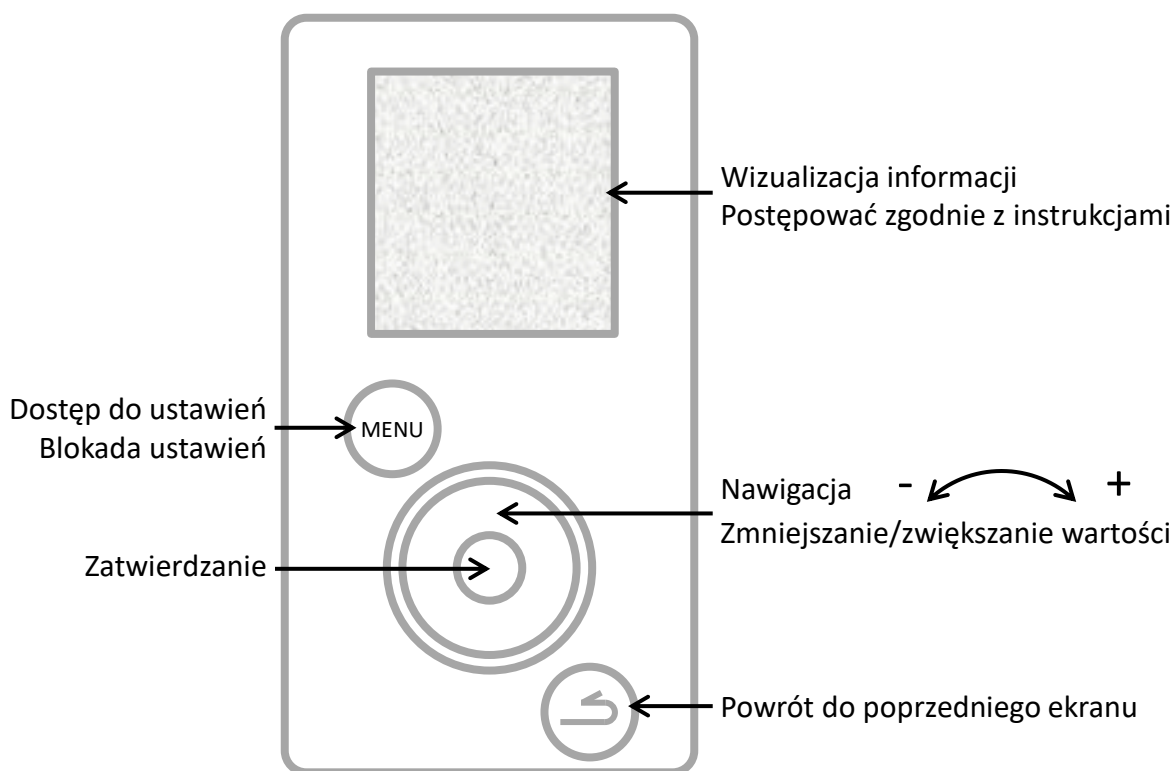 Wizualizacja informacji
Postępować zgodnie z instrukcjami
Dostęp do ustawień
Blokada ustawień
MENU
Nawigacja - +
Zmniejszanie/zwiększanie wartości
Zatwierdzanie
Powrót do poprzedniego ekranu